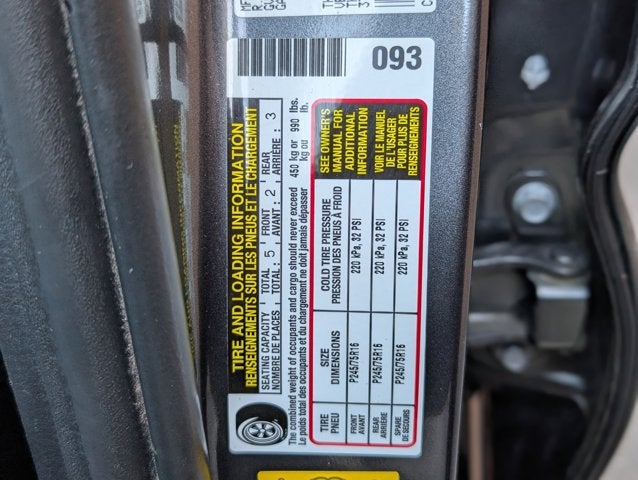 093
TIRE AND LOADING INFORMATION
RENSEIGNEMENTS SUR LES PNEUS ET LE CHARGEMENT
SEATING CAPACITY TOTAL: 5 FRONT 2 REAR 3
NOMBRE DE PLACES TOTAL: AVANT: ARRIÈRE:
The combined weight of occupants and cargo should never exceed 450 kg or 990 lbs.
Le poids total des occupants et du chargement ne doit jamais dépasser kg ou lb.
TIRE SIZE COLD TIRE PRESSURE SEE OWNER'S
PNEU DIMENSIONS PRESSION DES PNEUS À FROID MANUAL FOR
ADDITIONAL
INFORMATION
FRONT P245/75R16 220 kPa, 32 PSI
AVANT
REAR P245/75R16 220 kPa, 32 PSI
ARRIÈRE
SPARE P245/75R16 220 kPa, 32 PSI
DE SECOURS
VOIR LE MANUEL
DE L'USAGER
POUR PLUS DE
RENSEIGNEMENTS